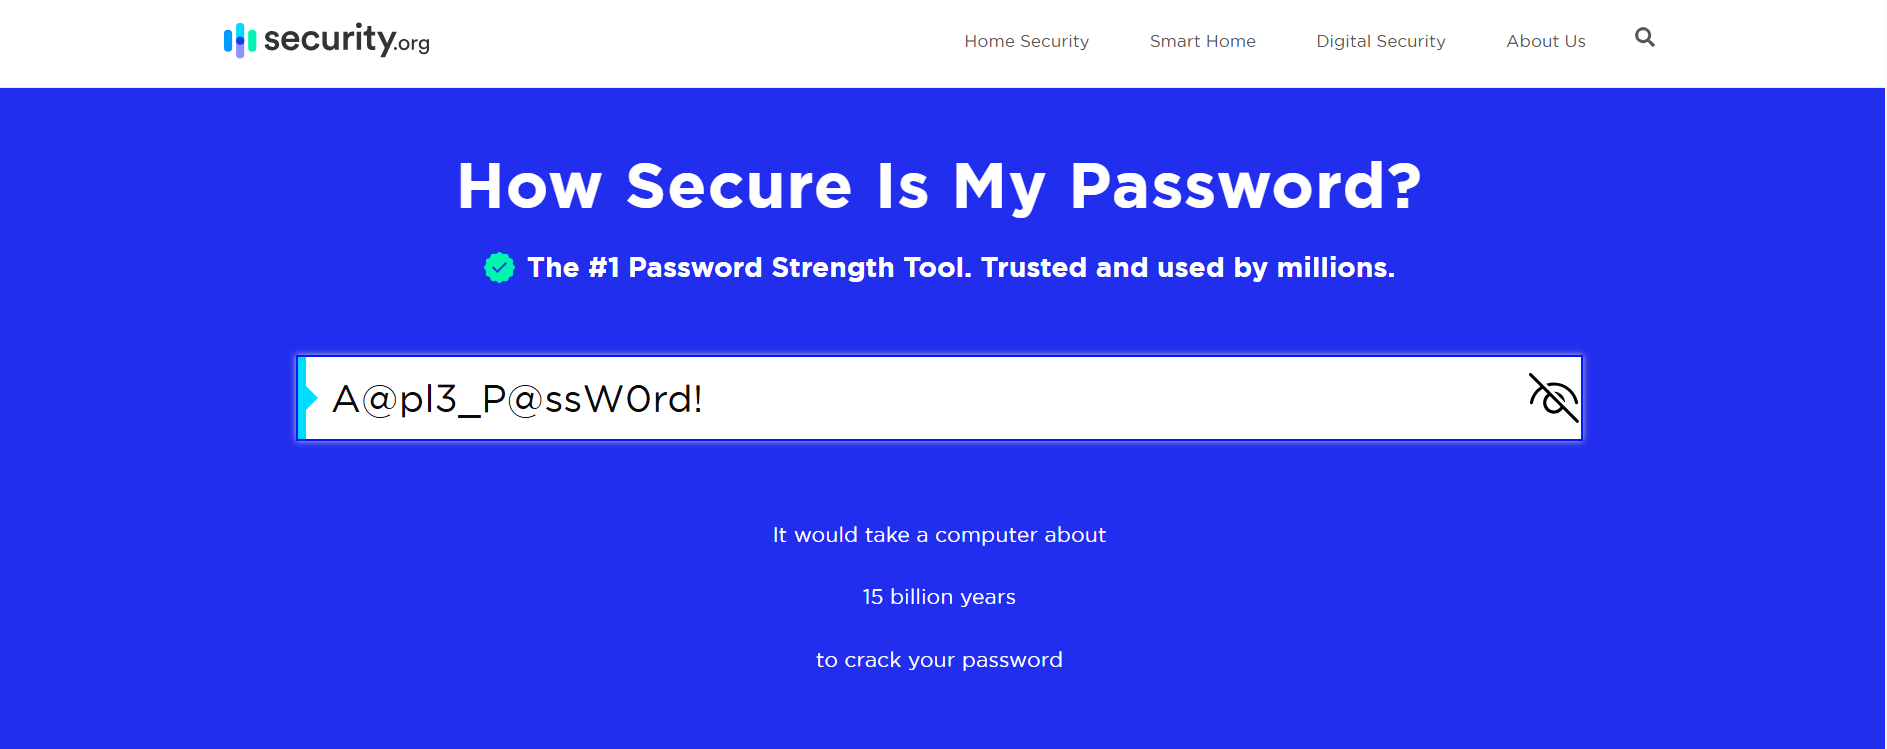 security.org
Home Security Smart Home Digital Security About Us
How Secure Is My Password?
The #1 Password Strength Tool. Trusted and used by millions.
A@pl3_P@ssW0rd!
It would take a computer about
15 billion years
to crack your password